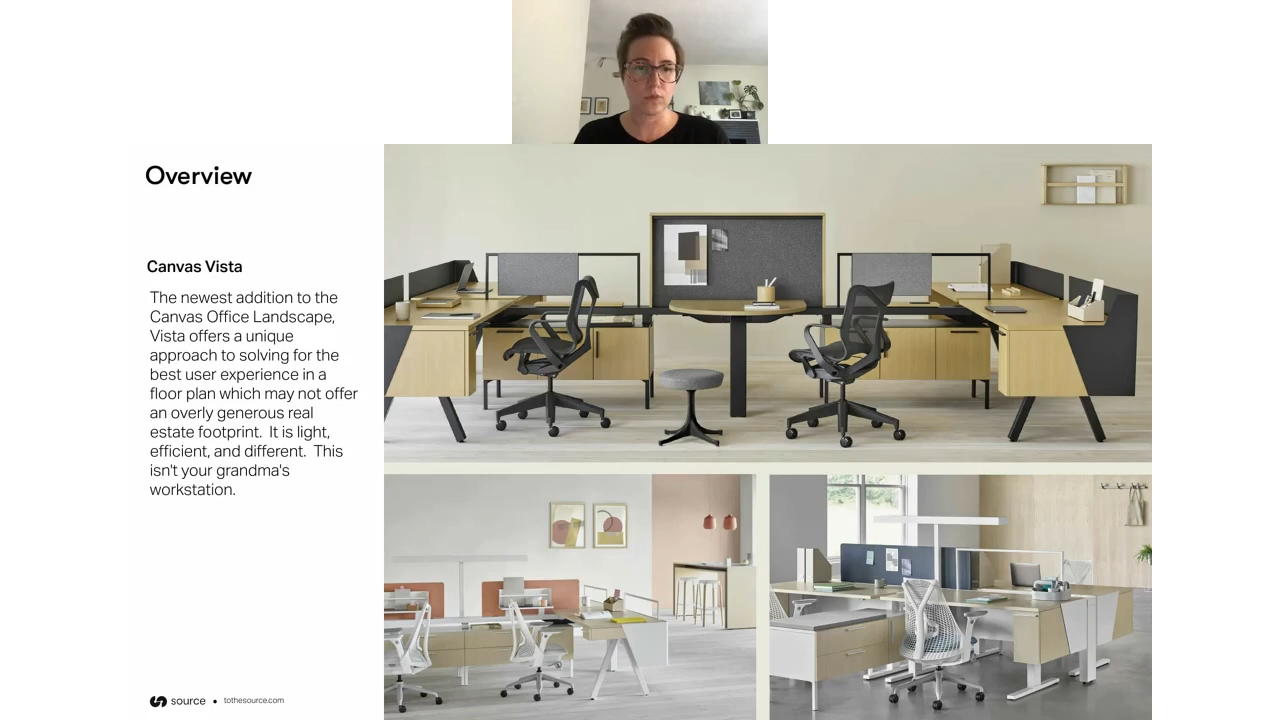 Overview
Canvas Vista
The newest addition to the
Canvas Office Landscape,
Vista offers a unique
approach to solving for the
best user experience in a
floor plan which may not offer
an overly generous real
estate footprint.  It is light,
efficient, and different.  This
isn't your grandma's
workstation.
source • tothesource.com